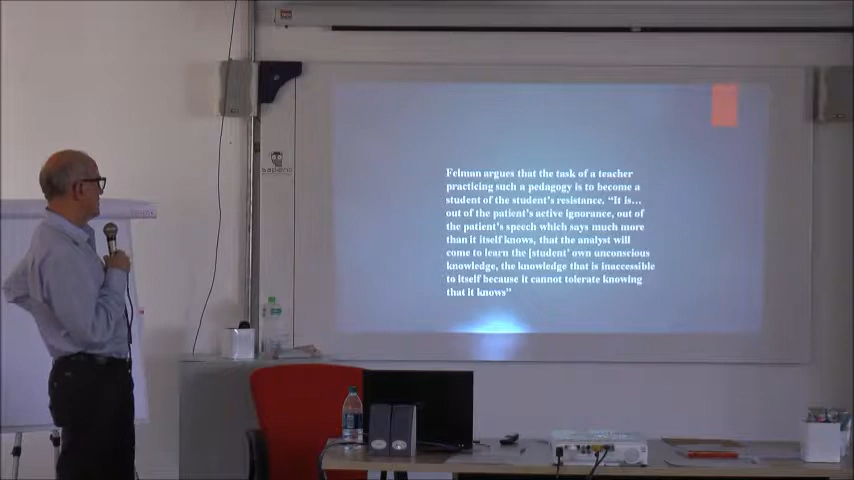 sapienio
Felman argues that the task of a teacher
practicing such a pedagogy is to become a
student of the student's resistance. "It is…
out of the patient's active ignorance, out of
the patient's speech which says much more
than it itself knows, that the analyst will
come to learn the [student' own unconscious
knowledge, the knowledge that is inaccessible
to itself because it cannot tolerate knowing
that it knows"